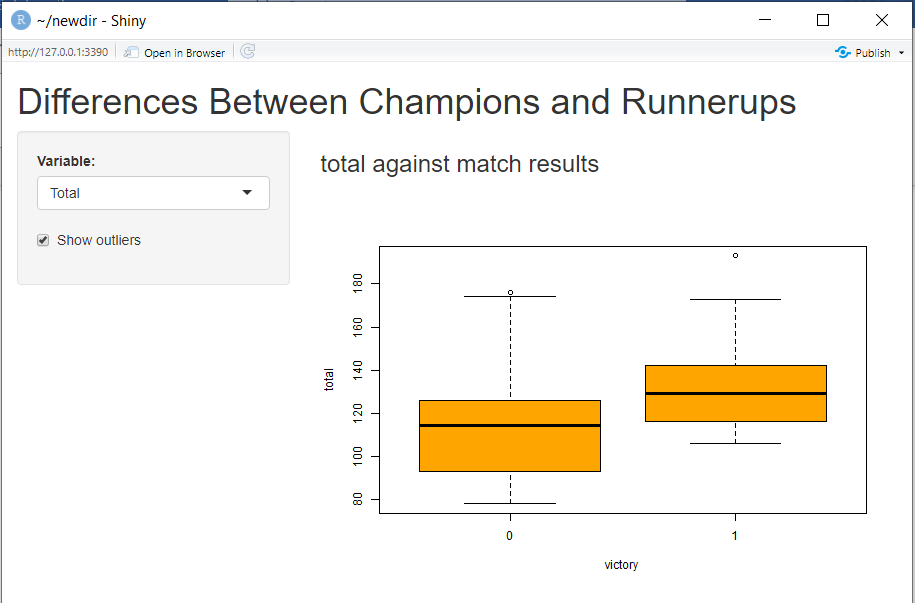 R ~/newdir - Shiny
http://127.0.0.1:3390 Open in Browser Publish
Differences Between Champions and Runnerups
Variable:
Total
Show outliers
total against match results
180
160
140
120
100
80
total
0 1
victory